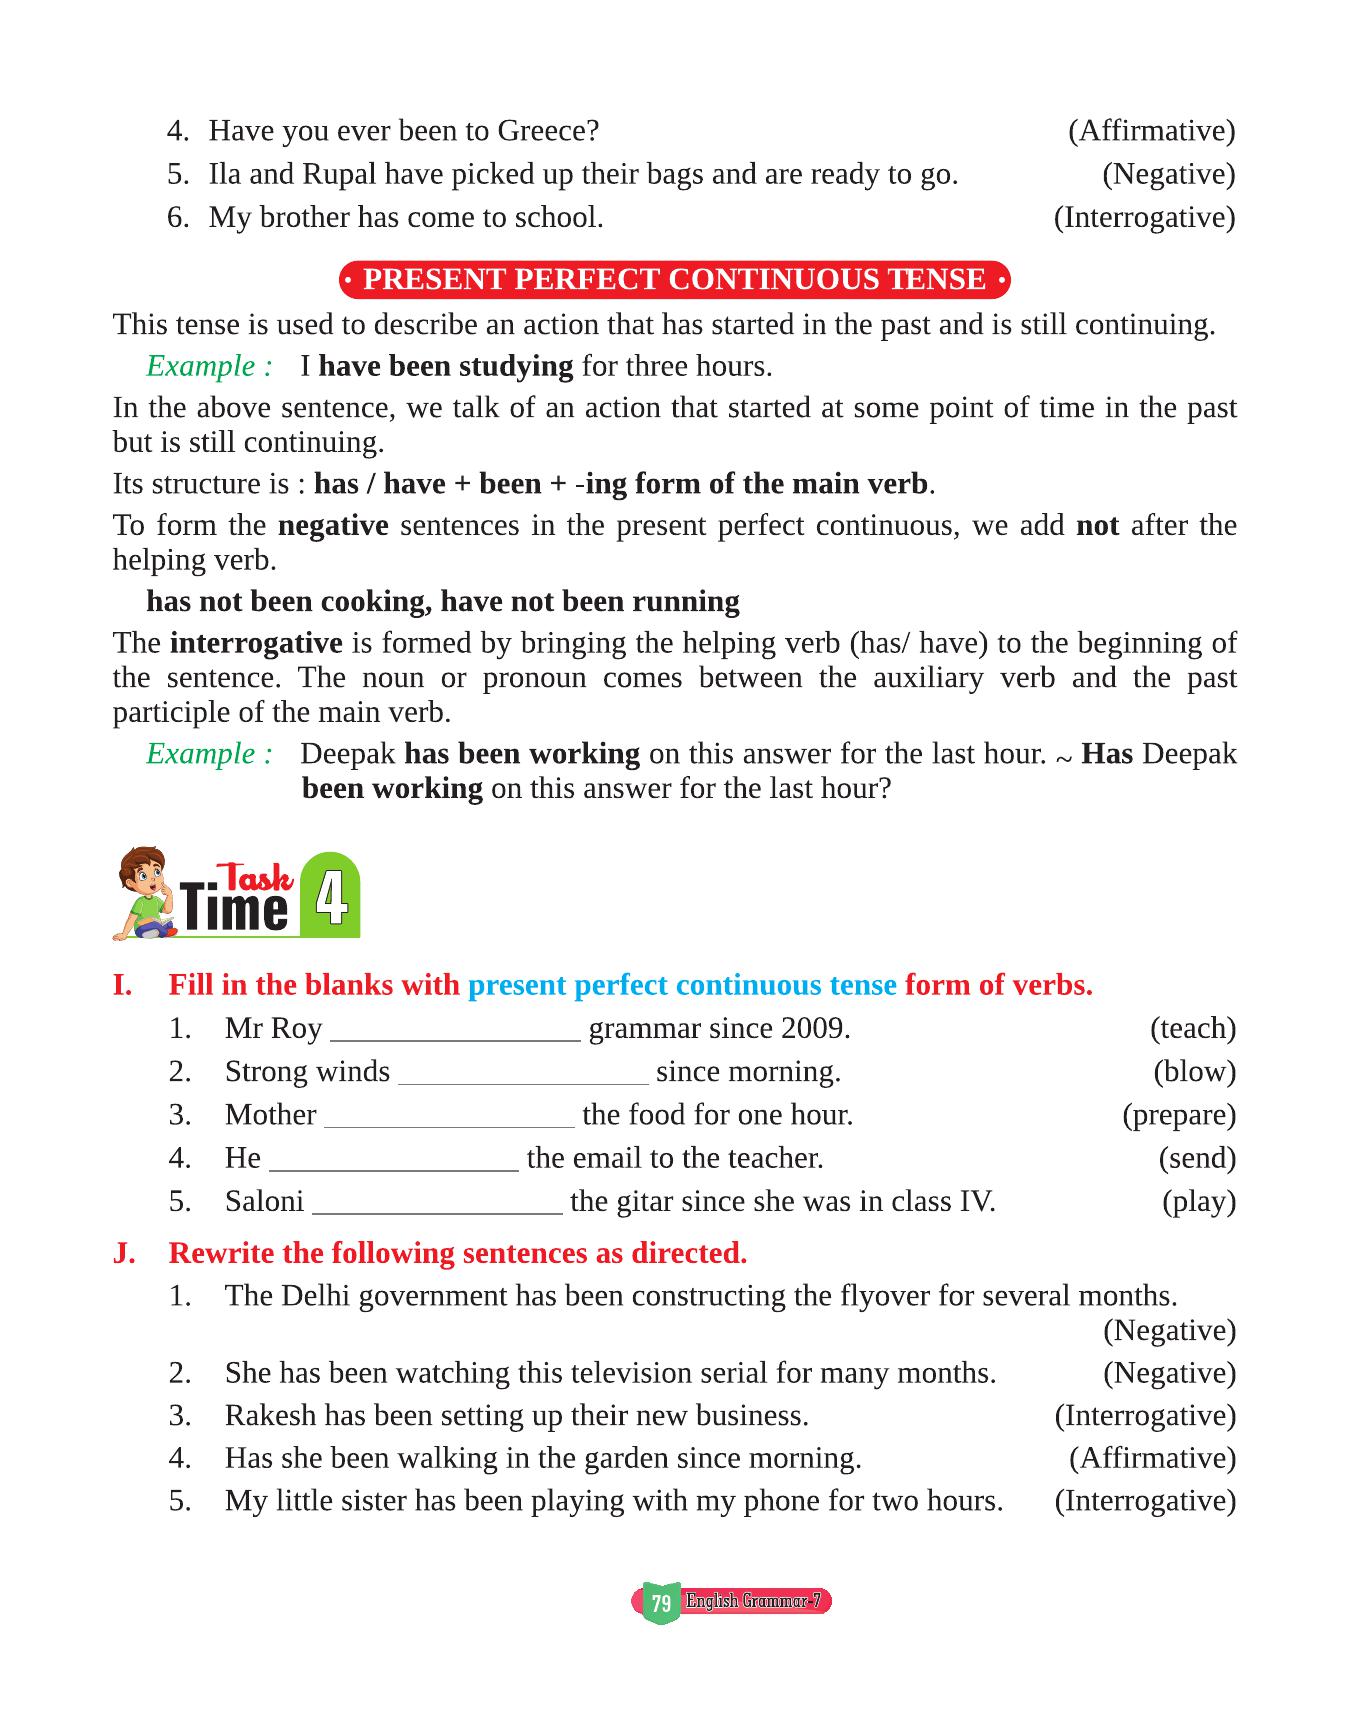 4. Have you ever been to Greece? (Affirmative)
5. Ila and Rupal have picked up their bags and are ready to go. (Negative)
6. My brother has come to school. (Interrogative)
• PRESENT PERFECT CONTINUOUS TENSE •
This tense is used to describe an action that has started in the past and is still continuing.
Example : I have been studying for three hours.
In the above sentence, we talk of an action that started at some point of time in the past
but is still continuing.
Its structure is : has / have + been + -ing form of the main verb.
To form the negative sentences in the present perfect continuous, we add not after the
helping verb.
has not been cooking, have not been running
The interrogative is formed by bringing the helping verb (has/ have) to the beginning of
the sentence. The noun or pronoun comes between the auxiliary verb and the past
participle of the main verb.
Example : Deepak has been working on this answer for the last hour. ~ Has Deepak
been working on this answer for the last hour?
Task
Time 4
I. Fill in the blanks with present perfect continuous tense form of verbs.
1. Mr Roy ________________ grammar since 2009. (teach)
2. Strong winds ________________ since morning. (blow)
3. Mother ________________ the food for one hour. (prepare)
4. He ________________ the email to the teacher. (send)
5. Saloni ________________ the gitar since she was in class IV. (play)
J. Rewrite the following sentences as directed.
1. The Delhi government has been constructing the flyover for several months.
(Negative)
2. She has been watching this television serial for many months. (Negative)
3. Rakesh has been setting up their new business. (Interrogative)
4. Has she been walking in the garden since morning. (Affirmative)
5. My little sister has been playing with my phone for two hours. (Interrogative)
79 English Grammar-7